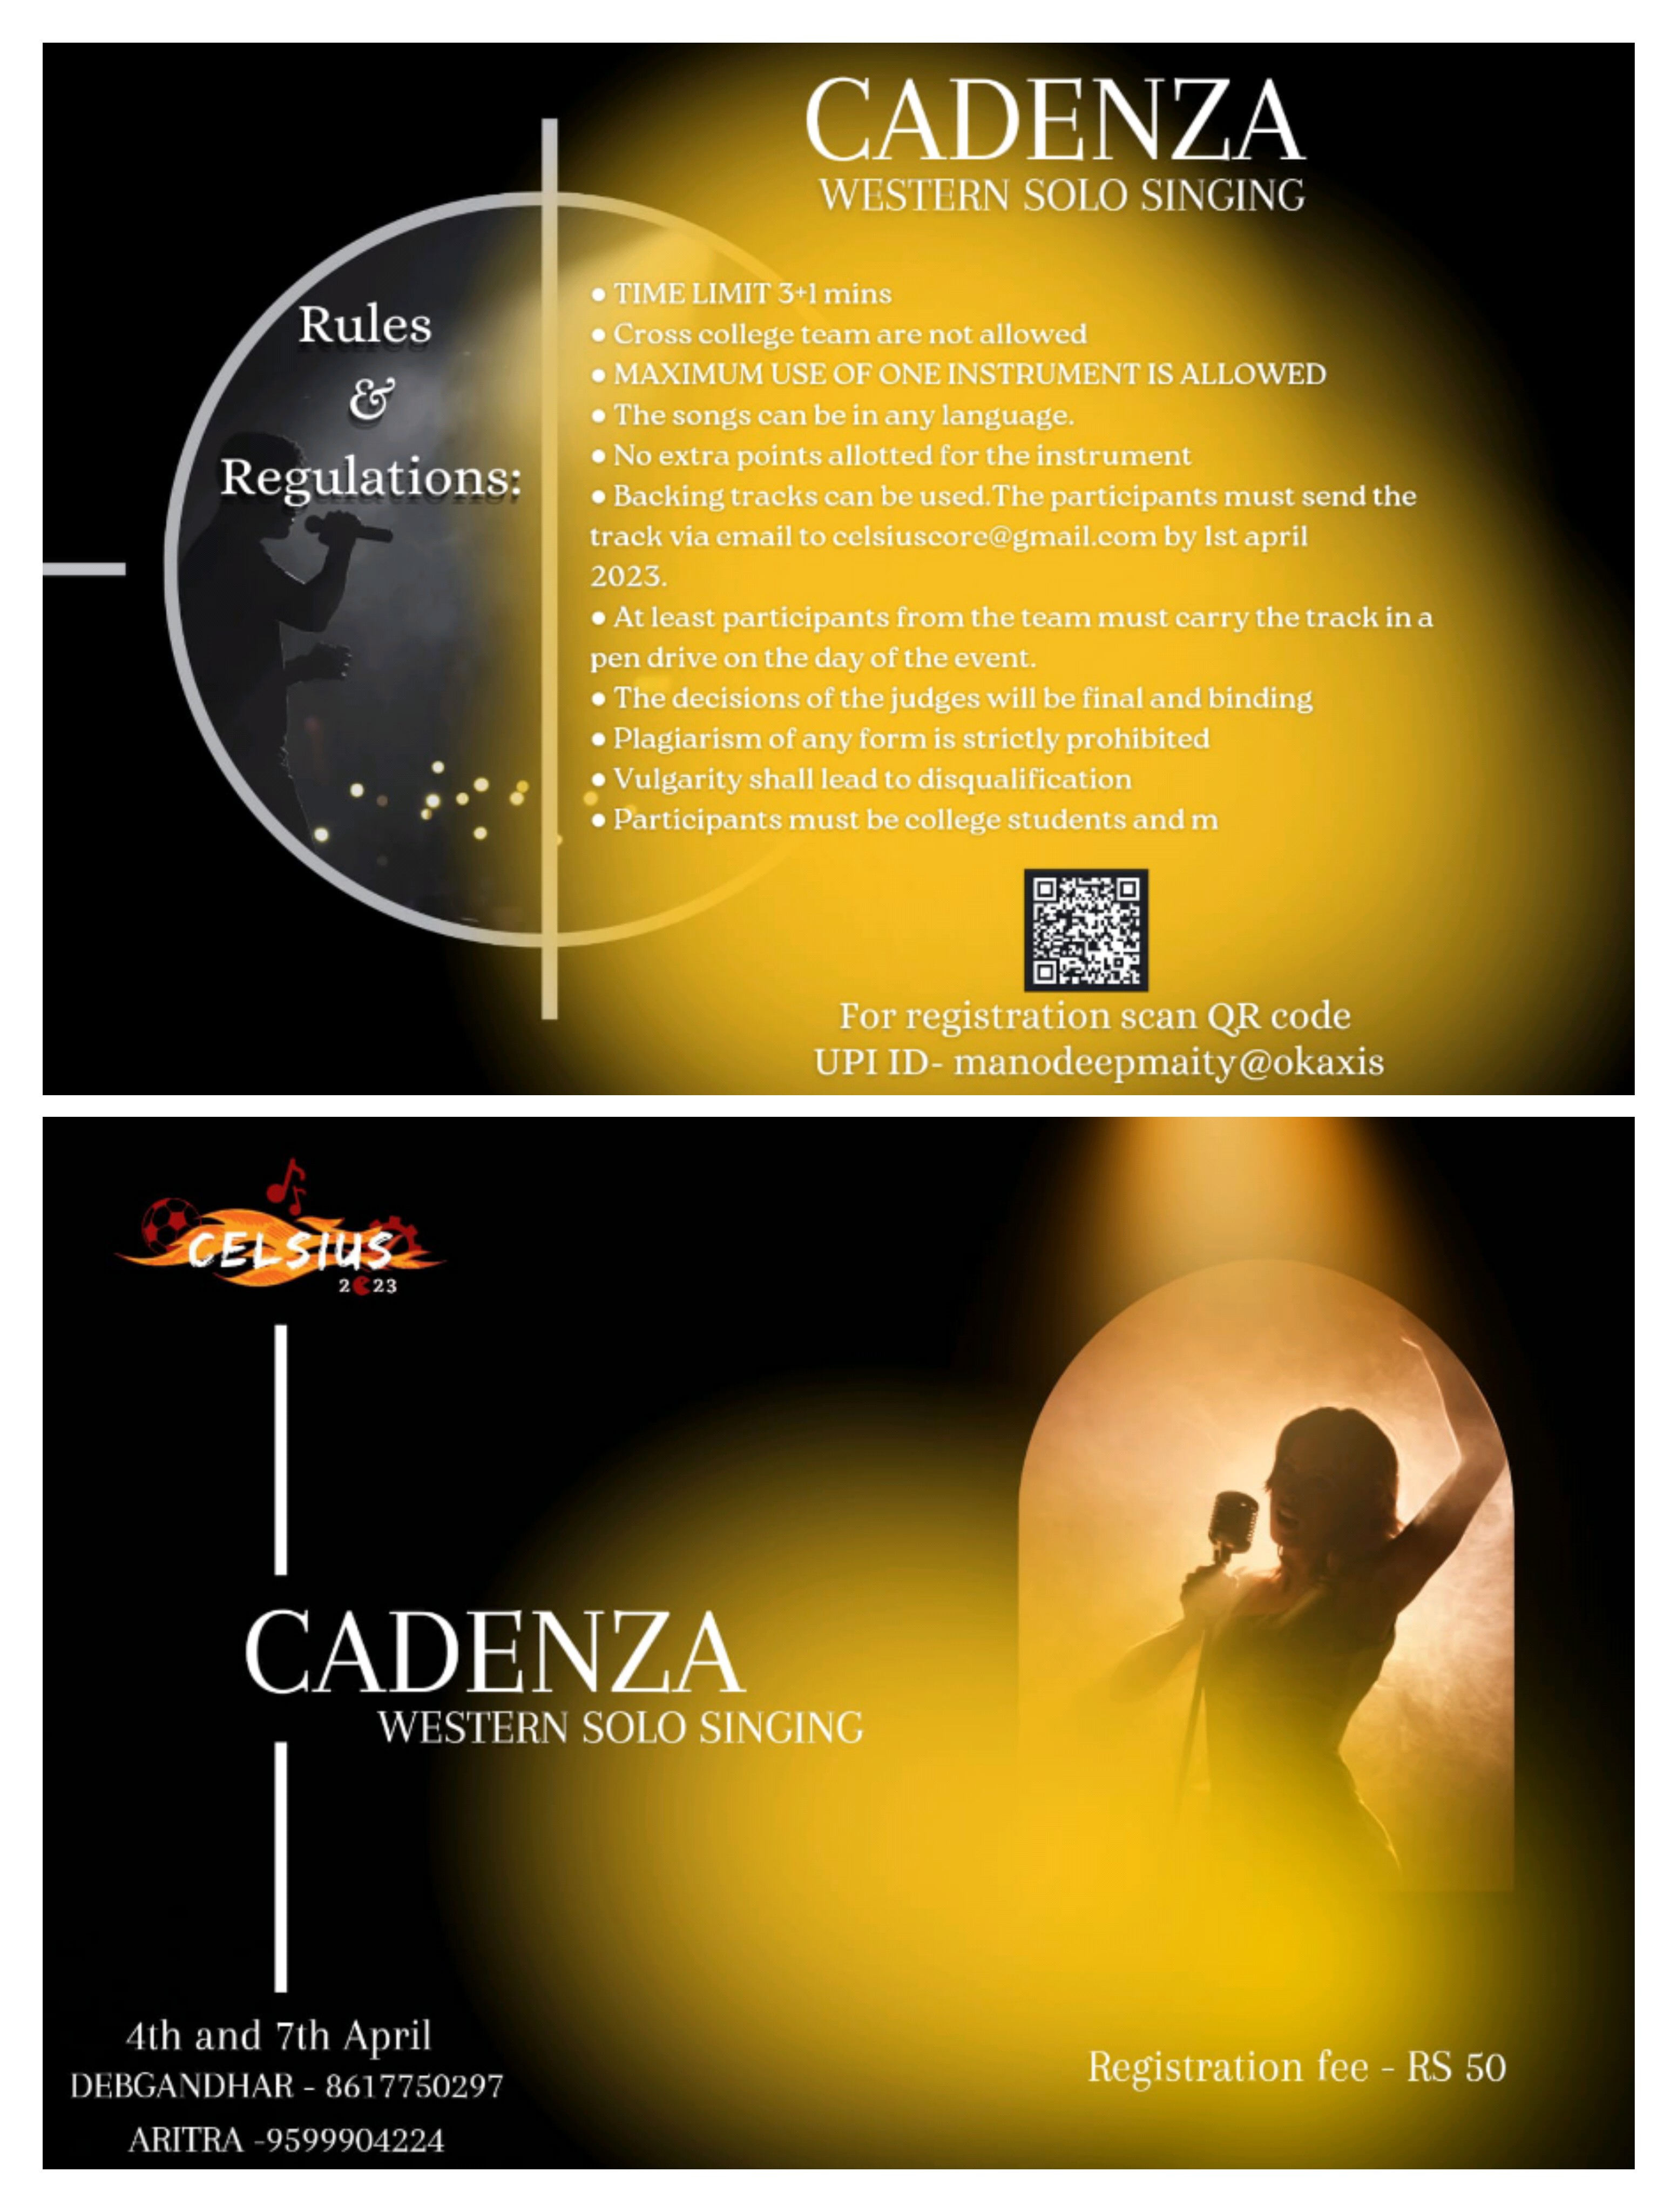 CADENZA
WESTERN SOLO SINGING
Rules
&
Regulations:
● TIME LIMIT 3+1 mins
● Cross college team are not allowed
● MAXIMUM USE OF ONE INSTRUMENT IS ALLOWED
● The songs can be in any language.
● No extra points allotted for the instrument
● Backing tracks can be used.The participants must send the
track via email to celsiuscore@gmail.com by 1st april
2023.
● At least participants from the team must carry the track in a
pen drive on the day of the event.
● The decisions of the judges will be final and binding
● Plagiarism of any form is strictly prohibited
● Vulgarity shall lead to disqualification
● Participants must be college students and m
For registration scan QR code
UPI ID- manodeepmaity@okaxis
CELSIUS
2023
CADENZA
WESTERN SOLO SINGING
4th and 7th April
DEBGANDHAR - 8617750297
ARITRA -9599904224
Registration fee - RS 50